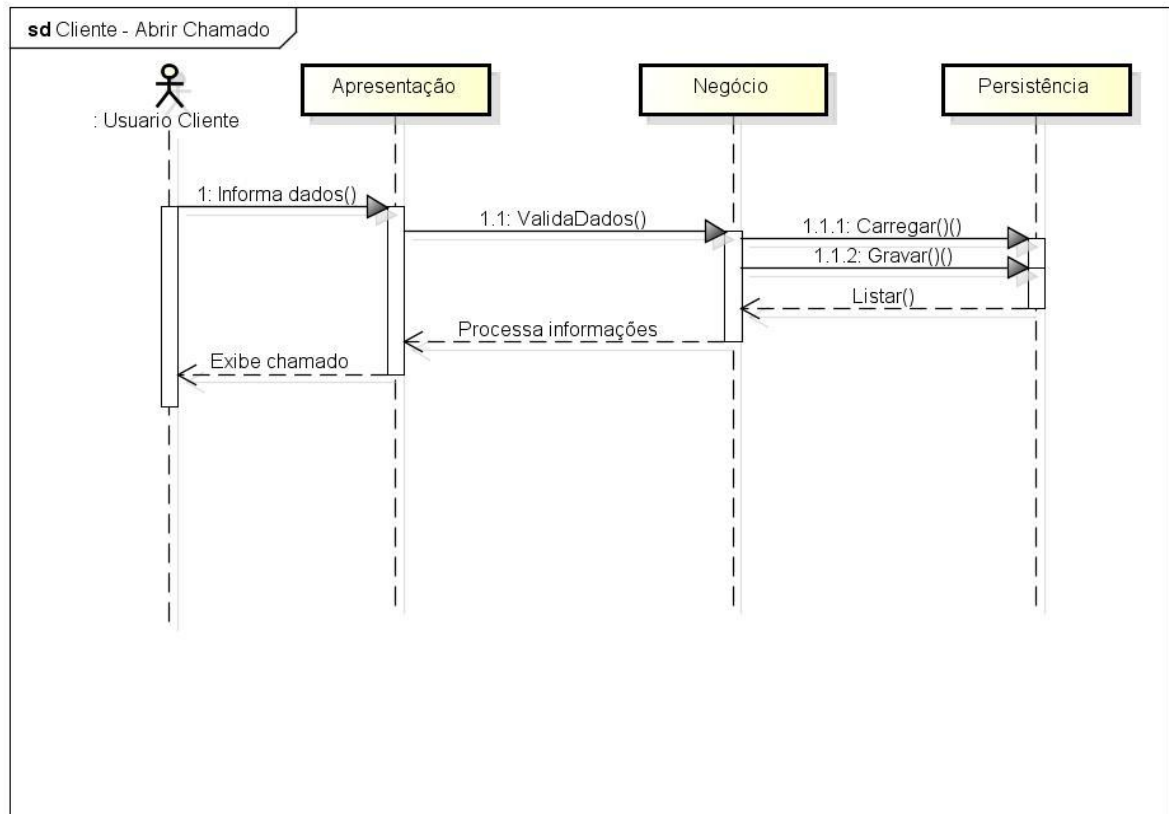 sd Cliente - Abrir Chamado
: Usuario Cliente
Apresentação
Negócio
Persistência
1: Informa dados()
1.1: ValidaDados()
1.1.1: Carregar()()
1.1.2: Gravar()()
Listar()
Processa informações
Exibe chamado